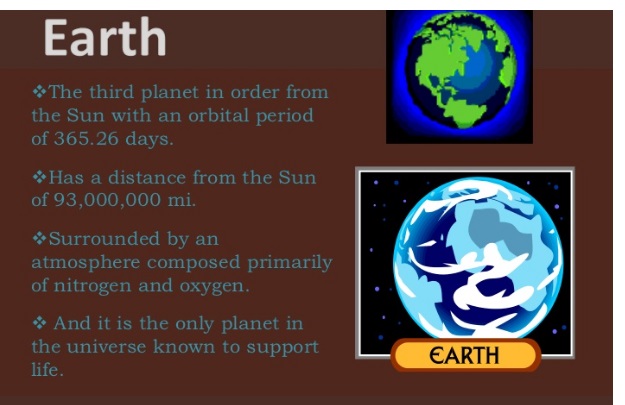 Earth
❖The third planet in order from
the Sun with an orbital period
of 365.26 days.
❖Has a distance from the Sun
of 93,000,000 mi.
❖Surrounded by an
atmosphere composed primarily
of nitrogen and oxygen.
❖ And it is the only planet in
the universe known to support
life.
EARTH